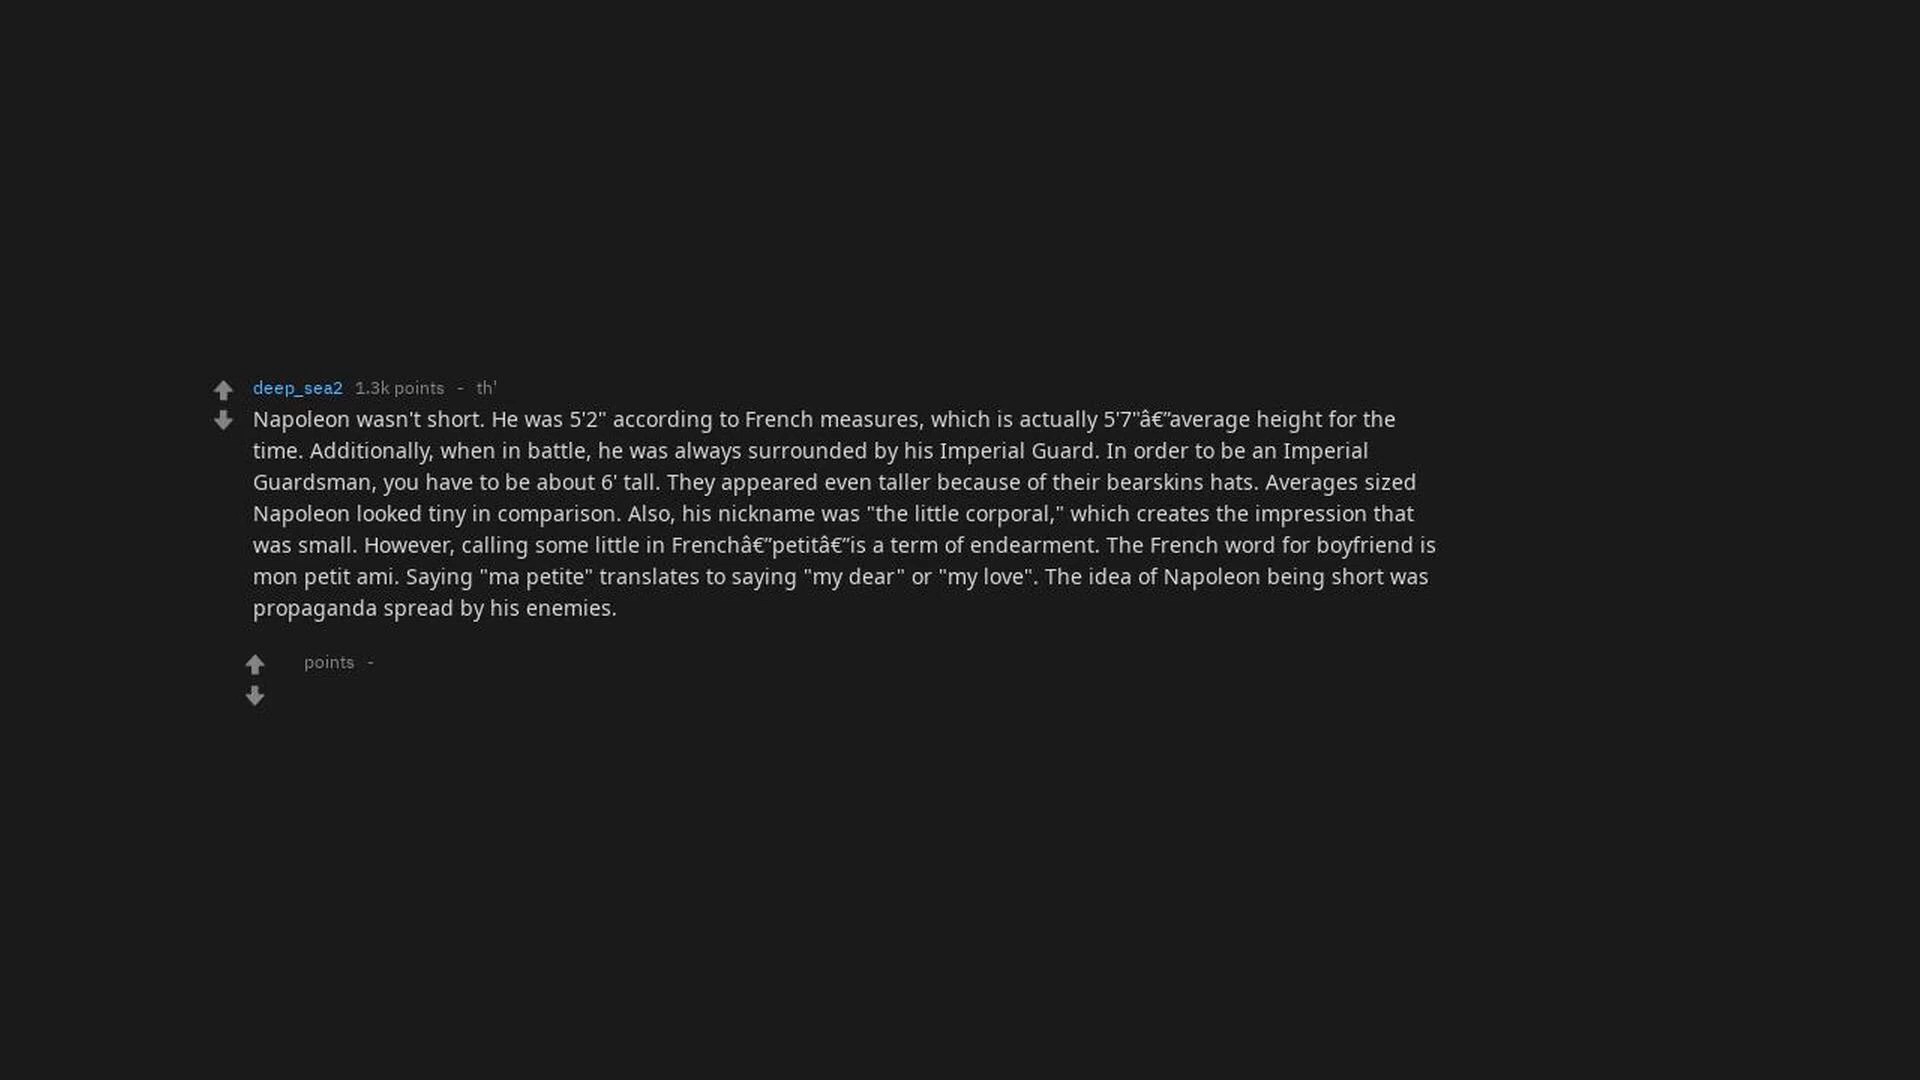 deep_sea2 1.3k points - th'
Napoleon wasn't short. He was 5'2" according to French measures, which is actually 5'7"â€”average height for the
time. Additionally, when in battle, he was always surrounded by his Imperial Guard. In order to be an Imperial
Guardsman, you have to be about 6' tall. They appeared even taller because of their bearskins hats. Averages sized
Napoleon looked tiny in comparison. Also, his nickname was "the little corporal," which creates the impression that
was small. However, calling some little in Frenchâ€”petitâ€”is a term of endearment. The French word for boyfriend is
mon petit ami. Saying "ma petite" translates to saying "my dear" or "my love". The idea of Napoleon being short was
propaganda spread by his enemies.
points -